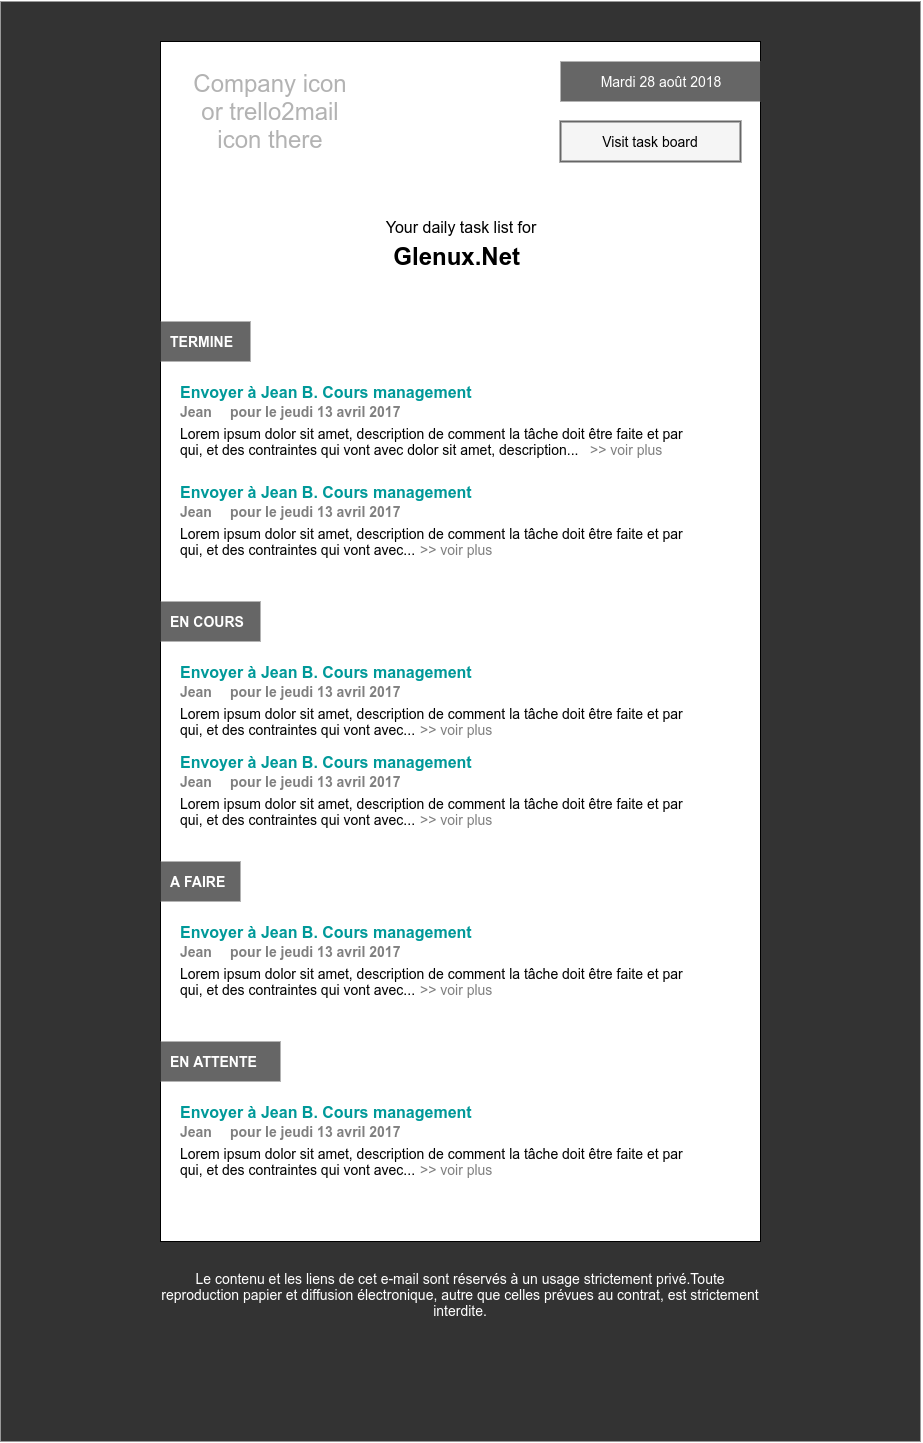 Company icon
or trello2mail
icon there
Mardi 28 août 2018
Visit task board
Your daily task list for
Glenux.Net
TERMINE
Envoyer à Jean B. Cours management
Jean pour le jeudi 13 avril 2017
Lorem ipsum dolor sit amet, description de comment la tâche doit être faite et par
qui, et des contraintes qui vont avec dolor sit amet, description... >> voir plus
Envoyer à Jean B. Cours management
Jean pour le jeudi 13 avril 2017
Lorem ipsum dolor sit amet, description de comment la tâche doit être faite et par
qui, et des contraintes qui vont avec... >> voir plus
EN COURS
Envoyer à Jean B. Cours management
Jean pour le jeudi 13 avril 2017
Lorem ipsum dolor sit amet, description de comment la tâche doit être faite et par
qui, et des contraintes qui vont avec... >> voir plus
Envoyer à Jean B. Cours management
Jean pour le jeudi 13 avril 2017
Lorem ipsum dolor sit amet, description de comment la tâche doit être faite et par
qui, et des contraintes qui vont avec... >> voir plus
A FAIRE
Envoyer à Jean B. Cours management
Jean pour le jeudi 13 avril 2017
Lorem ipsum dolor sit amet, description de comment la tâche doit être faite et par
qui, et des contraintes qui vont avec... >> voir plus
EN ATTENTE
Envoyer à Jean B. Cours management
Jean pour le jeudi 13 avril 2017
Lorem ipsum dolor sit amet, description de comment la tâche doit être faite et par
qui, et des contraintes qui vont avec... >> voir plus
Le contenu et les liens de cet e-mail sont réservés à un usage strictement privé.Toute
reproduction papier et diffusion électronique, autre que celles prévues au contrat, est strictement
interdite.